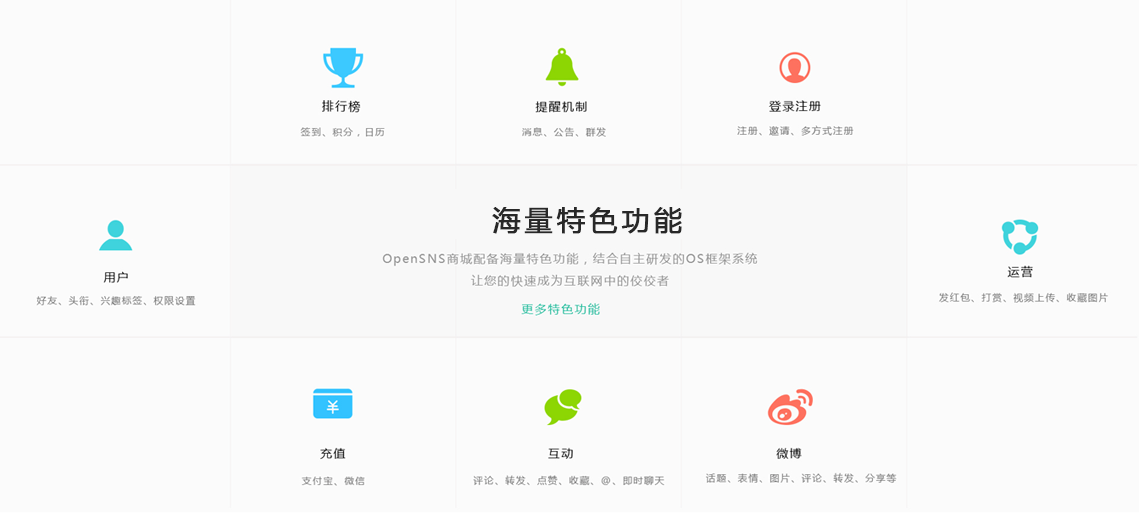 排行榜
签到、积分，日历
提醒机制
消息、公告、群发
登录注册
注册、邀请、多方式注册
用户
好友、头衔、兴趣标签、权限设置
海量特色功能
OpenSNS商城配备海量特色功能，结合自主研发的OS框架系统
让您的快速成为互联网中的佼佼者
更多特色功能
运营
发红包、打赏、视频上传、收藏图片
充值
支付宝、微信
互动
评论、转发、点赞、收藏、@、即时聊天
微博
话题、表情、图片、评论、转发、分享等